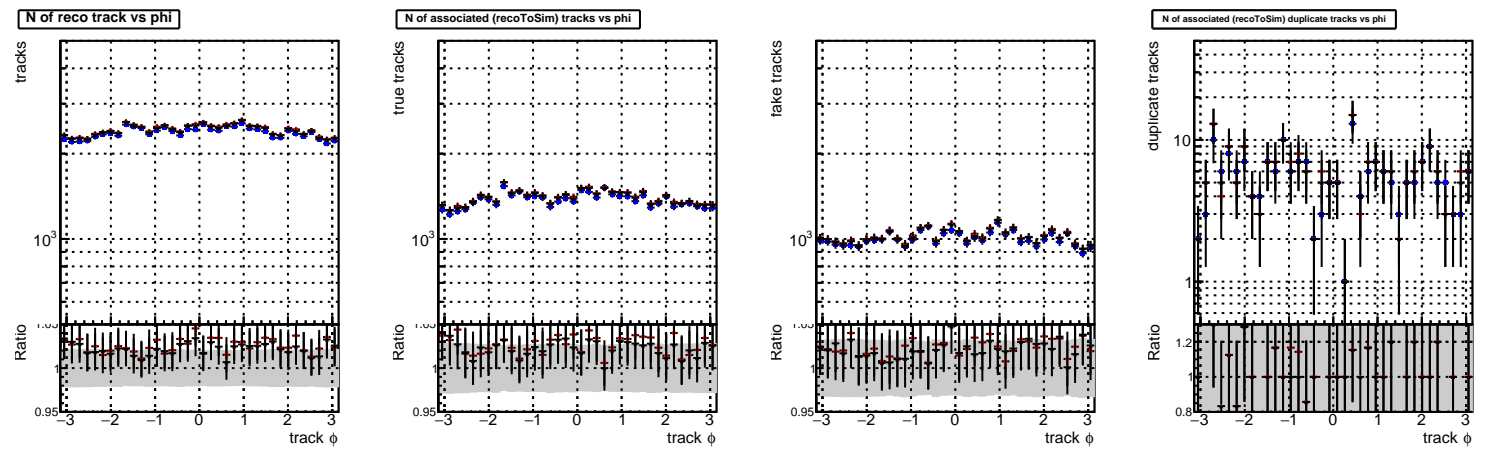 N of reco track vs phi
tracks
10³
Ratio
1.05
1
0.95
−3 −2 −1 0 1 2 3
track φ
N of associated (recoToSim) tracks vs phi
true tracks
10³
Ratio
1.05
1
0.95
−3 −2 −1 0 1 2 3
track φ
fake tracks
10³
Ratio
1.05
1
0.95
−3 −2 −1 0 1 2 3
track φ
N of associated (recoToSim) duplicate tracks vs phi
duplicate tracks
10
1
Ratio
1.2
1
0.8
−3 −2 −1 0 1 2 3
track φ